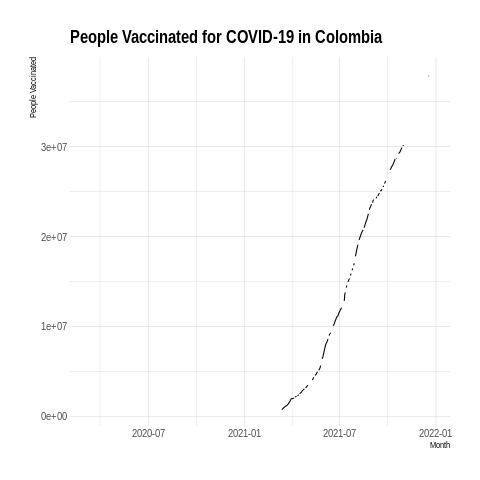 People Vaccinated for COVID-19 in Colombia
People Vaccinated
3e+07
2e+07
1e+07
0e+00
2020-07
2021-01
2021-07
2022-01
Month